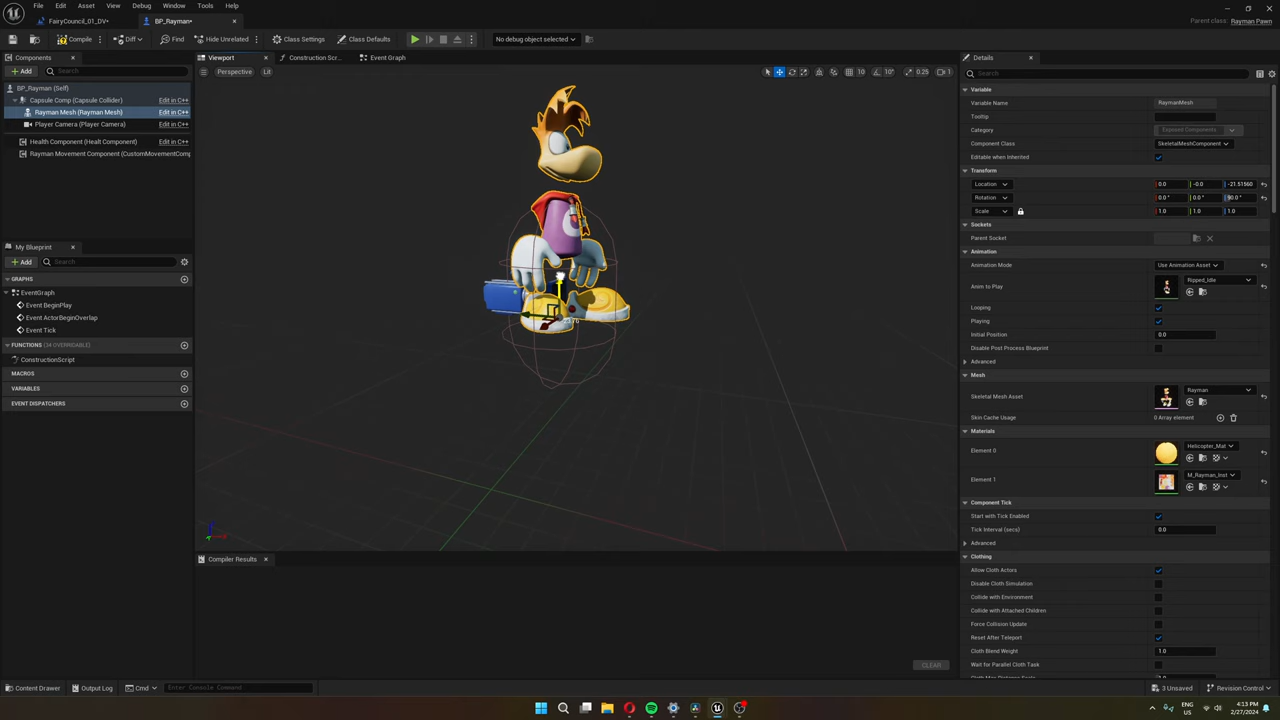 File Edit Asset View Debug Window Tools Help
FairyCouncil_01_DV• BP_Rayman•
Parent class: Rayman Pawn
Compile Diff Find Hide Unrelated Class Settings Class Defaults No debug object selected
Components
Add Search
BP_Rayman (Self)
Capsule Comp (Capsule Collider) Edit in C++
Rayman Mesh (Rayman Mesh) Edit in C++
Player Camera (Player Camera) Edit in C++
Health Component (Healt Component) Edit in C++
Rayman Movement Component (CustomMovementComp
My Blueprint
Add Search
GRAPHS
EventGraph
Event BeginPlay
Event ActorBeginOverlap
Event Tick
FUNCTIONS (34 OVERRIDABLE)
ConstructionScript
MACROS
VARIABLES
EVENT DISPATCHERS
Viewport Construction Scr... Event Graph
Perspective Lit
10 10° 0.25 1
Compiler Results
CLEAR
Details
Search
Variable
Variable Name RaymanMesh
Tooltip
Category Exposed Components
Component Class SkeletalMeshComponent
Editable when Inherited
Transform
Location 0.0 -0.0 -21.51560
Rotation 0.0 ° 0.0 °
Scale 1.0 1.0 1.0
Sockets
Parent Socket
Animation
Animation Mode Use Animation Asset
Anim to Play Ripped_Idle
Looping
Playing
Initial Position 0.0
Disable Post Process Blueprint
Advanced
Mesh
Skeletal Mesh Asset Rayman
Skin Cache Usage 0 Array element
Materials
Element 0 Helicopter_Mat
Element 1 M_Rayman_Inst
Component Tick
Start with Tick Enabled
Tick Interval (secs) 0.0
Advanced
Clothing
Allow Cloth Actors
Disable Cloth Simulation
Collide with Environment
Collide with Attached Children
Force Collision Update
Reset After Teleport
Cloth Blend Weight 1.0
Wait for Parallel Cloth Task
Content Drawer Output Log Cmd Enter Console Command 3 Unsaved Revision Control
ENG US 4:13 PM 2/27/2024